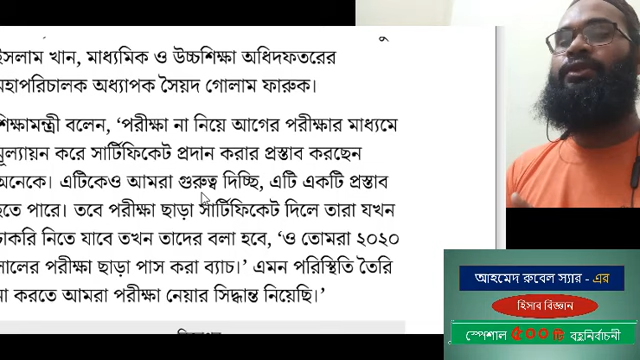 ইসলাম খান, মাধ্যমিক ও উচ্চশিক্ষা অধিদফতরের
মহাপরিচালক অধ্যাপক সৈয়দ গোলাম ফারুক।
শিক্ষামন্ত্রী বলেন, ‘পরীক্ষা না নিয়ে আগের পরীক্ষার মাধ্যমে
মূল্যায়ন করে সার্টিফিকেট প্রদান করার প্রস্তাব করছেন
অনেকে। এটিকেও আমরা গুরুত্ব দিচ্ছি, এটি একটি প্রস্তাব
হতে পারে। তবে পরীক্ষা ছাড়া সার্টিফিকেট দিলে তারা যখন
চাকরি নিতে যাবে তখন তাদের বলা হবে, ‘ও তোমরা ২০২০
সালের পরীক্ষা ছাড়া পাস করা ব্যাচ।’ এমন পরিস্থিতি তৈরি
না করতে আমরা পরীক্ষা নেয়ার সিদ্ধান্ত নিয়েছি।’
আহমেদ রুবেল স্যার - এর
হিসাব বিজ্ঞান
স্পেশাল ৫০০ টি বহুনির্বাচনী